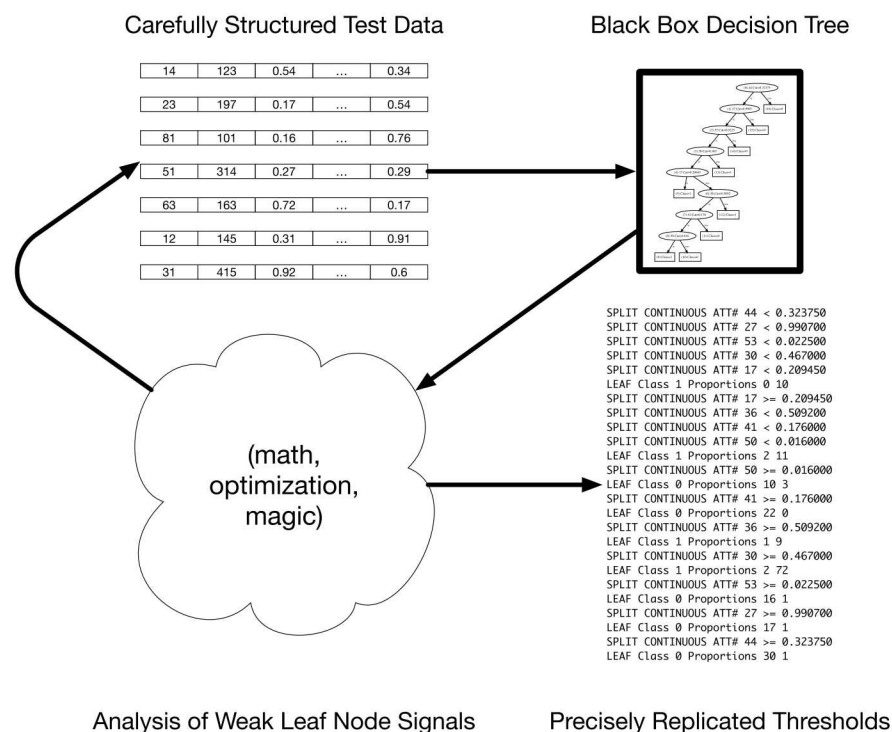 Carefully Structured Test Data
Black Box Decision Tree
14 123 0.54 ... 0.34
23 197 0.17 ... 0.54
81 101 0.16 ... 0.76
51 314 0.27 ... 0.29
63 163 0.72 ... 0.17
12 145 0.31 ... 0.91
31 415 0.92 ... 0.6
(math,
optimization,
magic)
SPLIT CONTINUOUS ATT# 44 < 0.323750
SPLIT CONTINUOUS ATT# 27 < 0.990700
SPLIT CONTINUOUS ATT# 53 < 0.022500
SPLIT CONTINUOUS ATT# 30 < 0.467000
SPLIT CONTINUOUS ATT# 17 < 0.209450
LEAF Class 1 Proportions 0 10
SPLIT CONTINUOUS ATT# 17 >= 0.209450
SPLIT CONTINUOUS ATT# 36 < 0.509200
SPLIT CONTINUOUS ATT# 41 < 0.176000
SPLIT CONTINUOUS ATT# 50 < 0.016000
LEAF Class 1 Proportions 2 11
SPLIT CONTINUOUS ATT# 50 >= 0.016000
LEAF Class 0 Proportions 10 3
SPLIT CONTINUOUS ATT# 41 >= 0.176000
LEAF Class 0 Proportions 22 0
SPLIT CONTINUOUS ATT# 36 >= 0.509200
LEAF Class 1 Proportions 1 9
SPLIT CONTINUOUS ATT# 30 >= 0.467000
LEAF Class 1 Proportions 2 72
SPLIT CONTINUOUS ATT# 53 >= 0.022500
LEAF Class 0 Proportions 16 1
SPLIT CONTINUOUS ATT# 27 >= 0.990700
LEAF Class 0 Proportions 17 1
SPLIT CONTINUOUS ATT# 44 >= 0.323750
LEAF Class 0 Proportions 30 1
Analysis of Weak Leaf Node Signals
Precisely Replicated Thresholds